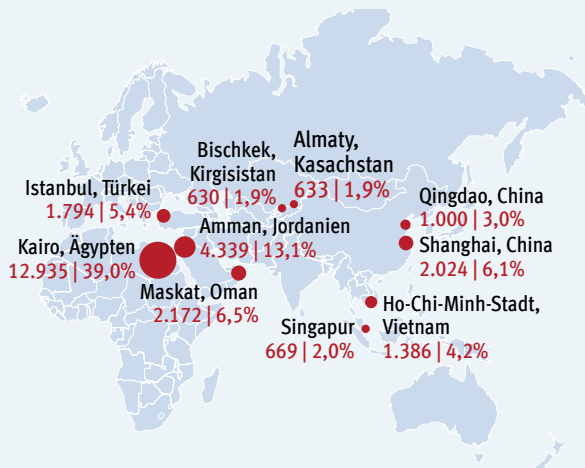 Almaty,
Kasachstan
633 | 1,9%
Bischkek,
Kirgisistan
630 | 1,9%
Istanbul, Türkei
1.794 | 5,4%
Qingdao, China
1.000 | 3,0%
Amman, Jordanien
4.339 | 13,1%
Kairo, Ägypten
12.935 | 39,0%
Shanghai, China
2.024 | 6,1%
Maskat, Oman
2.172 | 6,5%
Ho-Chi-Minh-Stadt,
Vietnam
1.386 | 4,2%
Singapur
669 | 2,0%